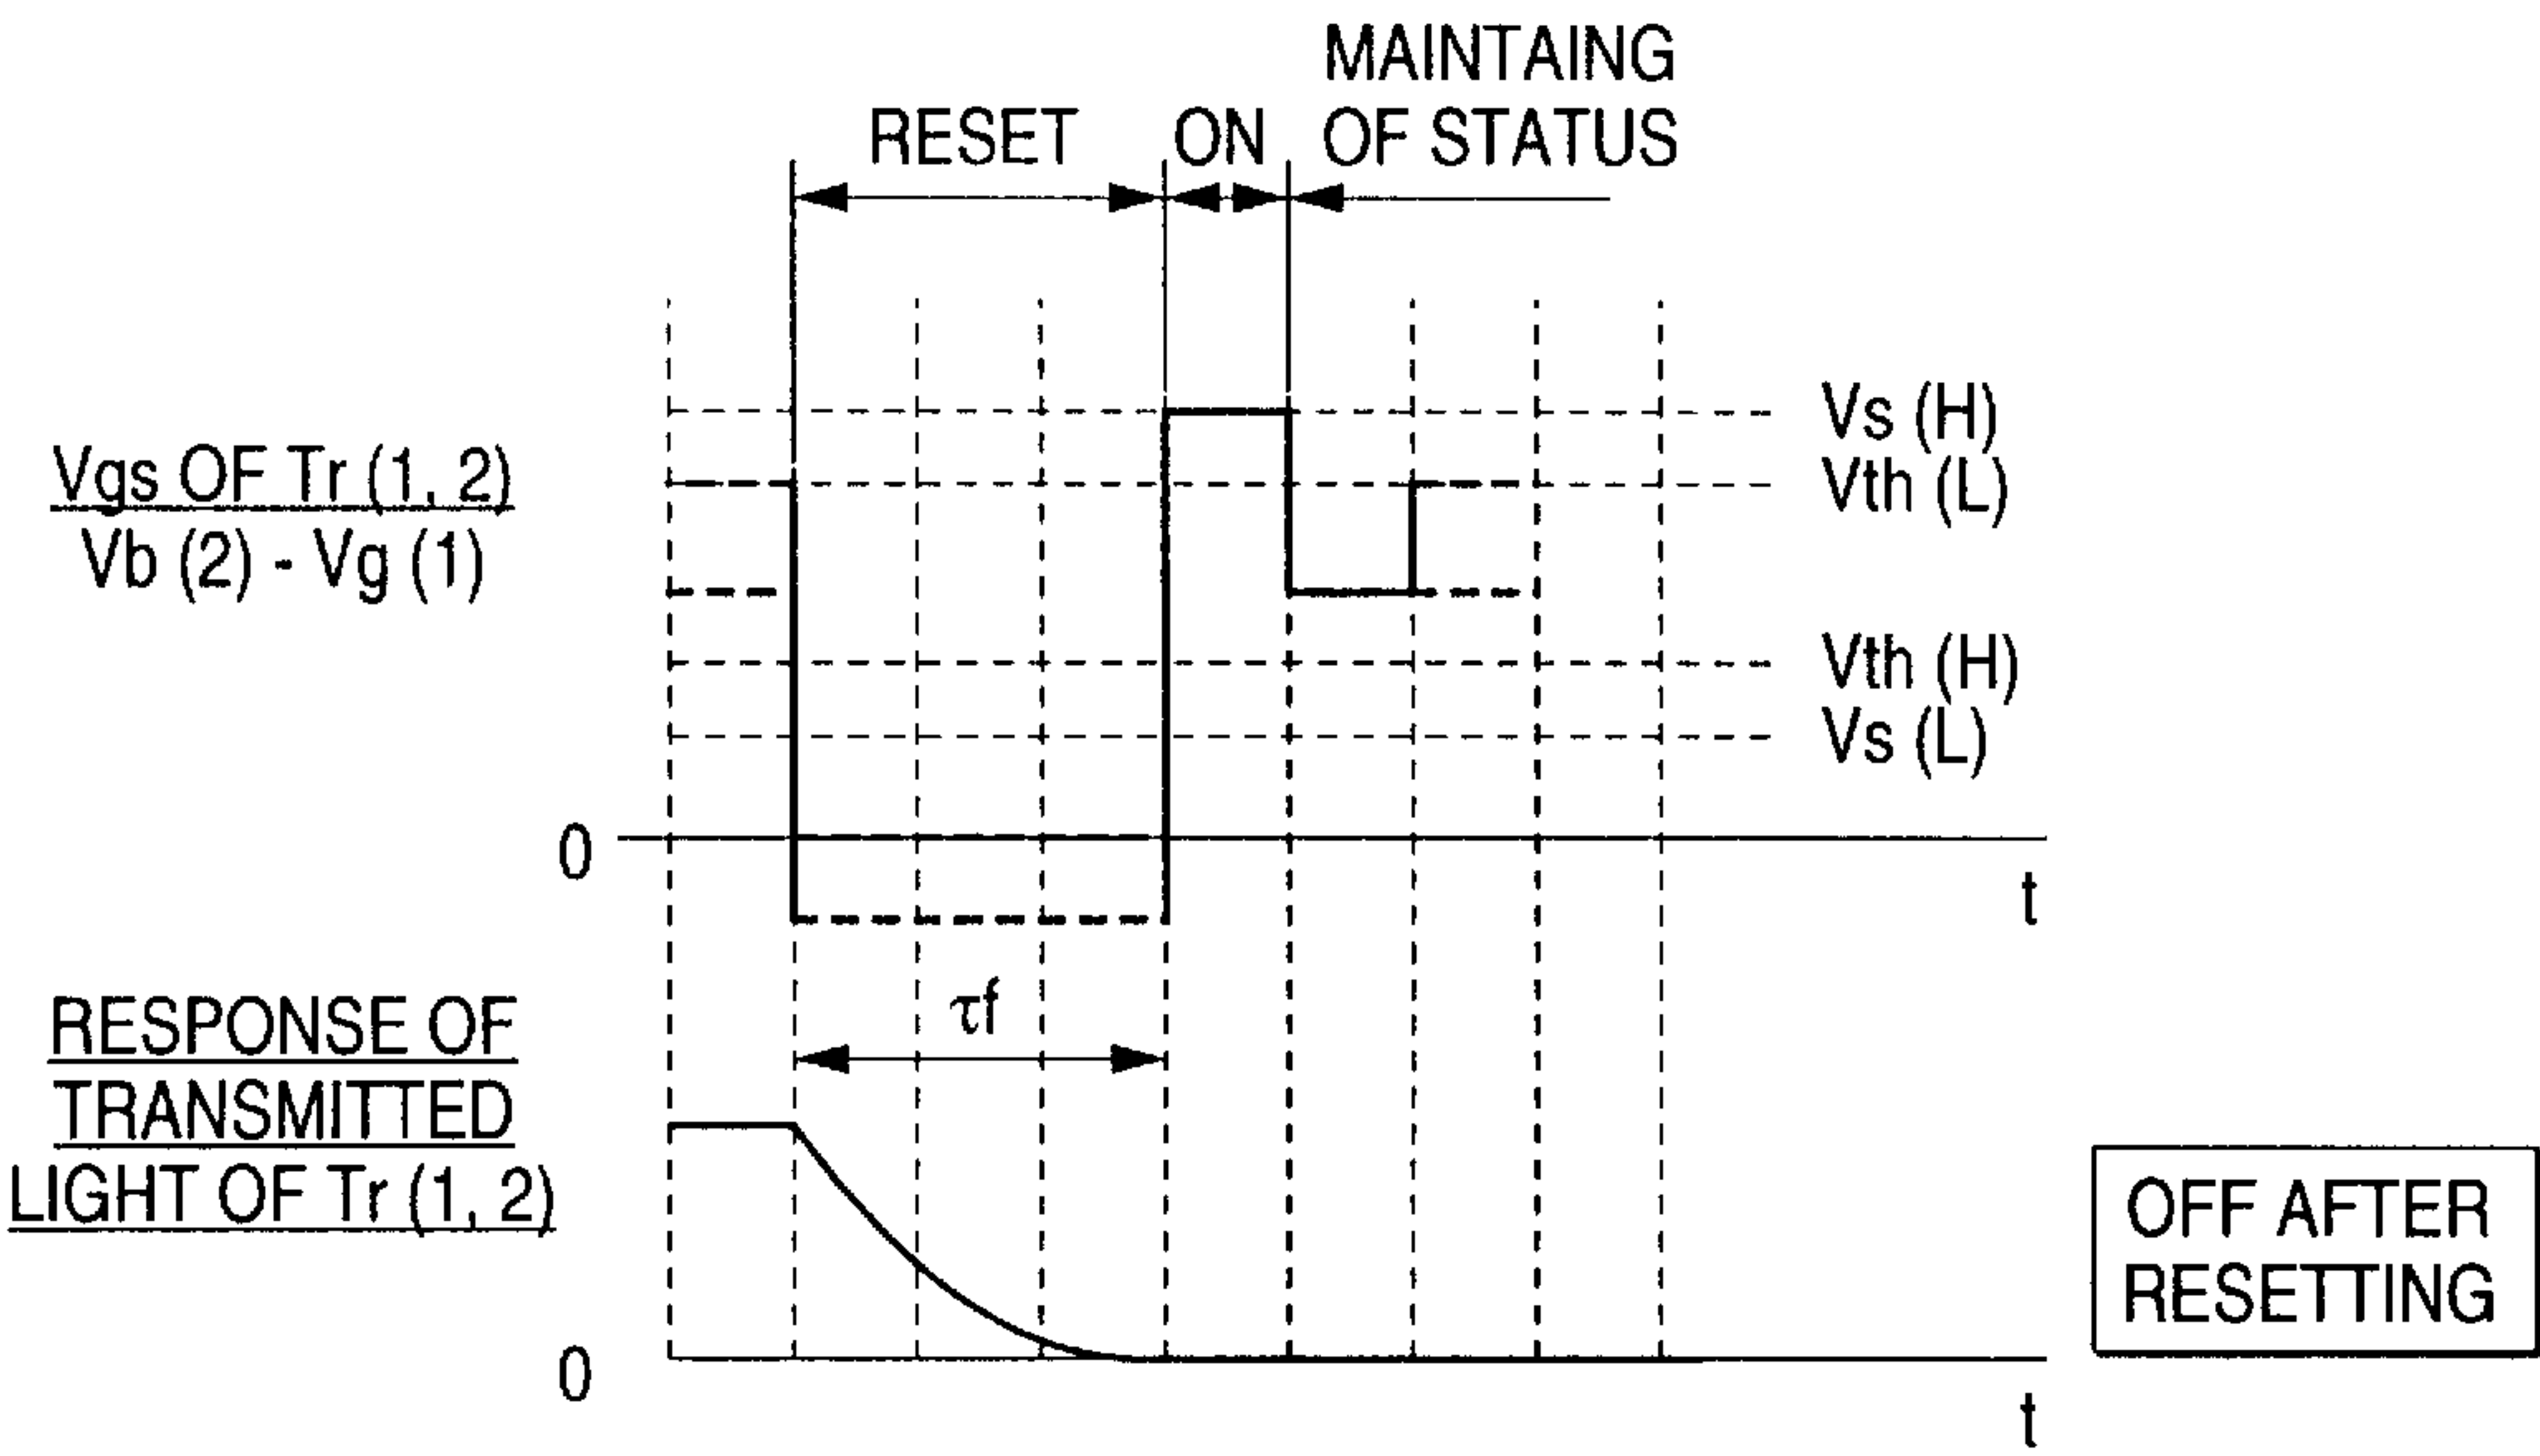 MAINTAING
RESET ON OF STATUS
Vs (H)
Vgs OF Tr (1, 2)
Vth (L)
Vb (2) - Vg (1)
Vth (H)
Vs (L)
0
t
τf
RESPONSE OF
TRANSMITTED
LIGHT OF Tr (1, 2)
OFF AFTER
RESETTING
0
t